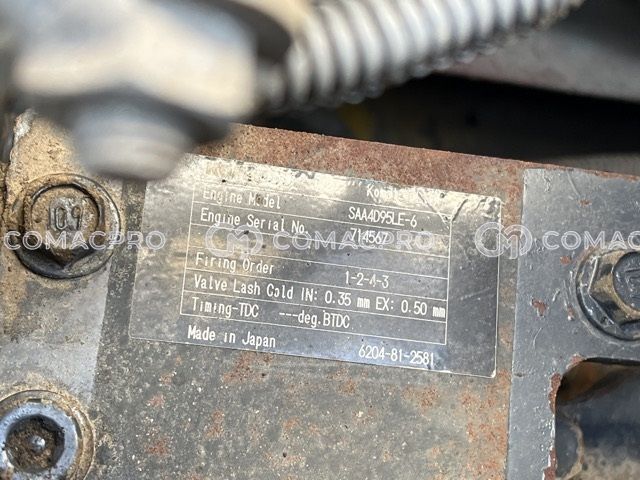 Engine Model SAA4D95LE-6
Engine Serial No. 714567
Firing Order 1-2-4-3
Valve Lash Cold IN: 0.35 mm EX: 0.50 mm
Timing-TDC ---deg.BTDC
Made in Japan 6204-81-2581
10.9
COMACPRO COMACPRO COMACPRO